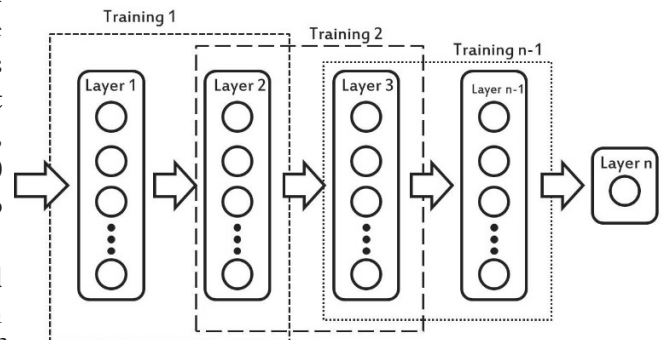 Training 1
Training 2
Training n-1
Layer 1
Layer 2
Layer 3
Layer n-1
Layer n